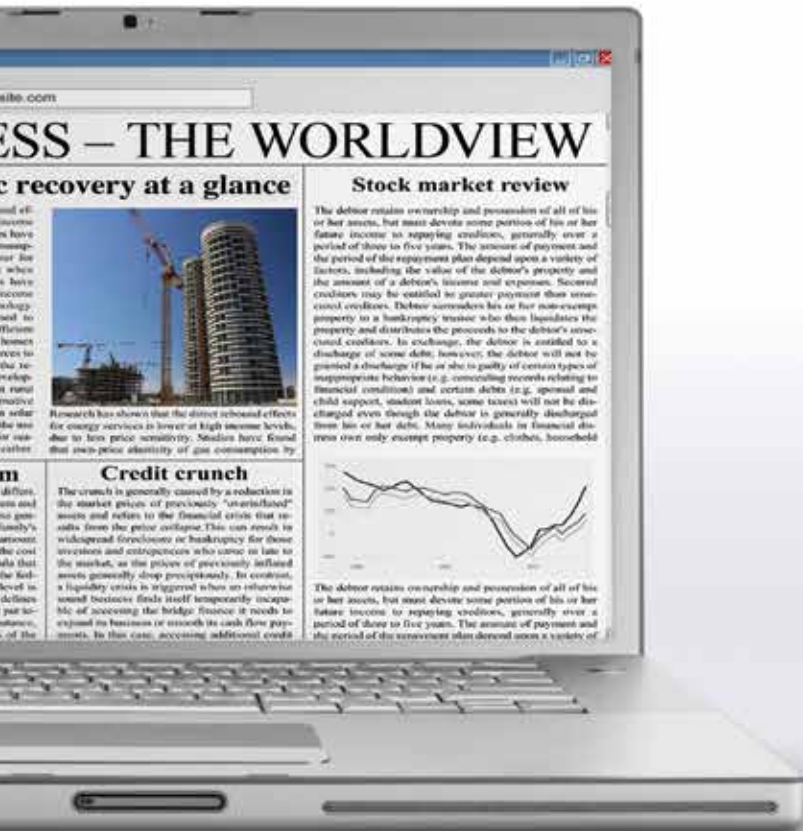 site.com
ESS – THE WORLDVIEW
c recovery at a glance
Research has shown that the direct rebound effects
for energy services is lower at high income levels,
due to less price sensitivity. Studies have found
that own-price elasticity of gas consumption by
m
Credit crunch
The crunch is generally caused by a reduction in
the market prices of previously "overinflated"
assets and refers to the financial crisis that re-
sults from the price collapse.This can result in
widespread foreclosure or bankruptcy for those
investors and entrepreneurs who came in late to
the market, as the prices of previously inflated
assets generally drop precipitously. In contrast,
a liquidity crisis is triggered when an otherwise
sound business finds itself temporarily incapa-
ble of accessing the bridge finance it needs to
expand its business or smooth its cash flow pay-
ments. In this case, accessing additional credit
Stock market review
The debtor retains ownership and possession of all of his
or her assets, but must devote some portion of his or her
future income to repaying creditors, generally over a
period of three to five years. The amount of payment and
the period of the repayment plan depend upon a variety of
factors, including the value of the debtor's property and
the amount of a debtor's income and expenses. Secured
creditors may be entitled to greater payment than unse-
cured creditors. Debtor surrenders his or her non-exempt
property to a bankruptcy trustee who then liquidates the
property and distributes the proceeds to the debtor's unse-
cured creditors. In exchange, the debtor is entitled to a
discharge of some debt; however, the debtor will not be
granted a discharge if he or she is guilty of certain types of
inappropriate behavior (e.g. concealing records relating to
financial condition) and certain debts (e.g. spousal and
child support, student loans, some taxes) will not be dis-
charged even though the debtor is generally discharged
from his or her debt. Many individuals in financial dis-
tress own only exempt property (e.g. clothes, household
The debtor retains ownership and possession of all of his
or her assets, but must devote some portion of his or her
future income to repaying creditors, generally over a
period of three to five years. The amount of payment and
the period of the repayment plan depend upon a variety of